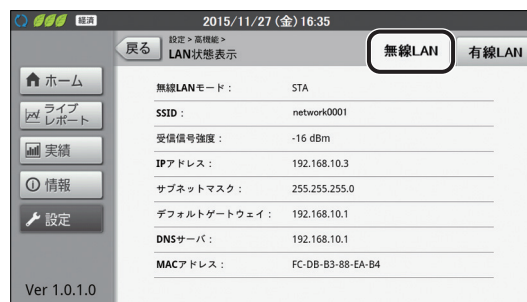 経済 2015/11/27 (金) 16:35
戻る
設定 > 高機能 >
LAN状態表示
無線LAN 有線LAN
ホーム
ライブ
レポート
実績
情報
設定
Ver 1.0.1.0
無線LANモード： STA
SSID： network0001
受信信号強度： -16 dBm
IPアドレス： 192.168.10.3
サブネットマスク： 255.255.255.0
デフォルトゲートウェイ： 192.168.10.1
DNSサーバ： 192.168.10.1
MACアドレス： FC-DB-B3-88-EA-B4